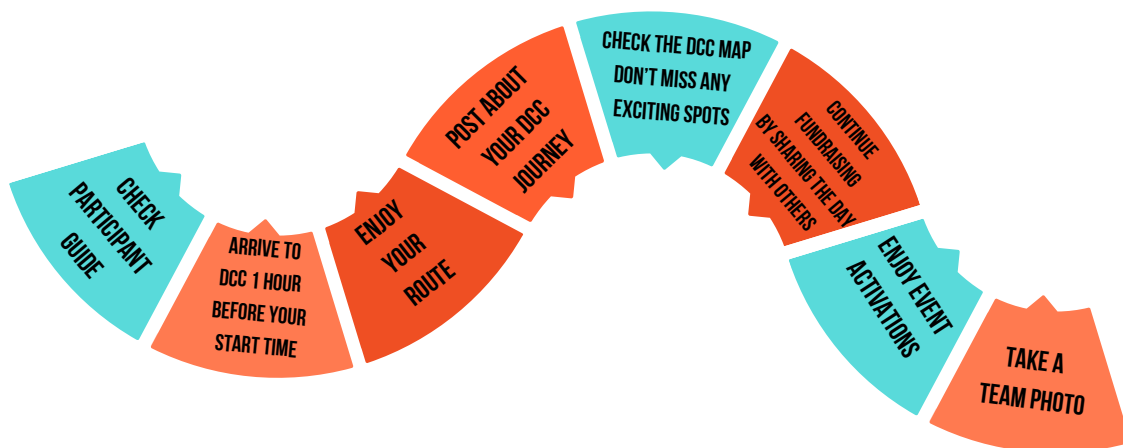 CHECK
PARTICIPANT
GUIDE
ARRIVE TO
DCC 1 HOUR
BEFORE YOUR
START TIME
ENJOY
YOUR
ROUTE
POST ABOUT
YOUR DCC
JOURNEY
CHECK THE DCC MAP
DON'T MISS ANY
EXCITING SPOTS
CONTINUE
FUNDRAISING
BY SHARING THE DAY
WITH OTHERS
ENJOY EVENT
ACTIVATIONS
TAKE A
TEAM PHOTO